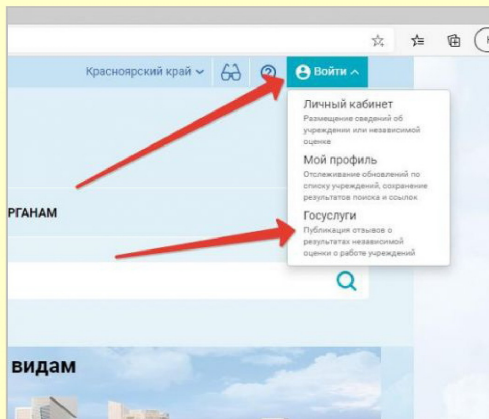 Красноярский край
Войти
Личный кабинет
Размещение сведений об
учреждении или независимой
оценке
Мой профиль
Отслеживание обновлений по
списку учреждений, сохранение
результатов поиска и ссылок
РГАНАМ
Госуслуги
Публикация отзывов о
результатах независимой
оценки о работе учреждений
видам